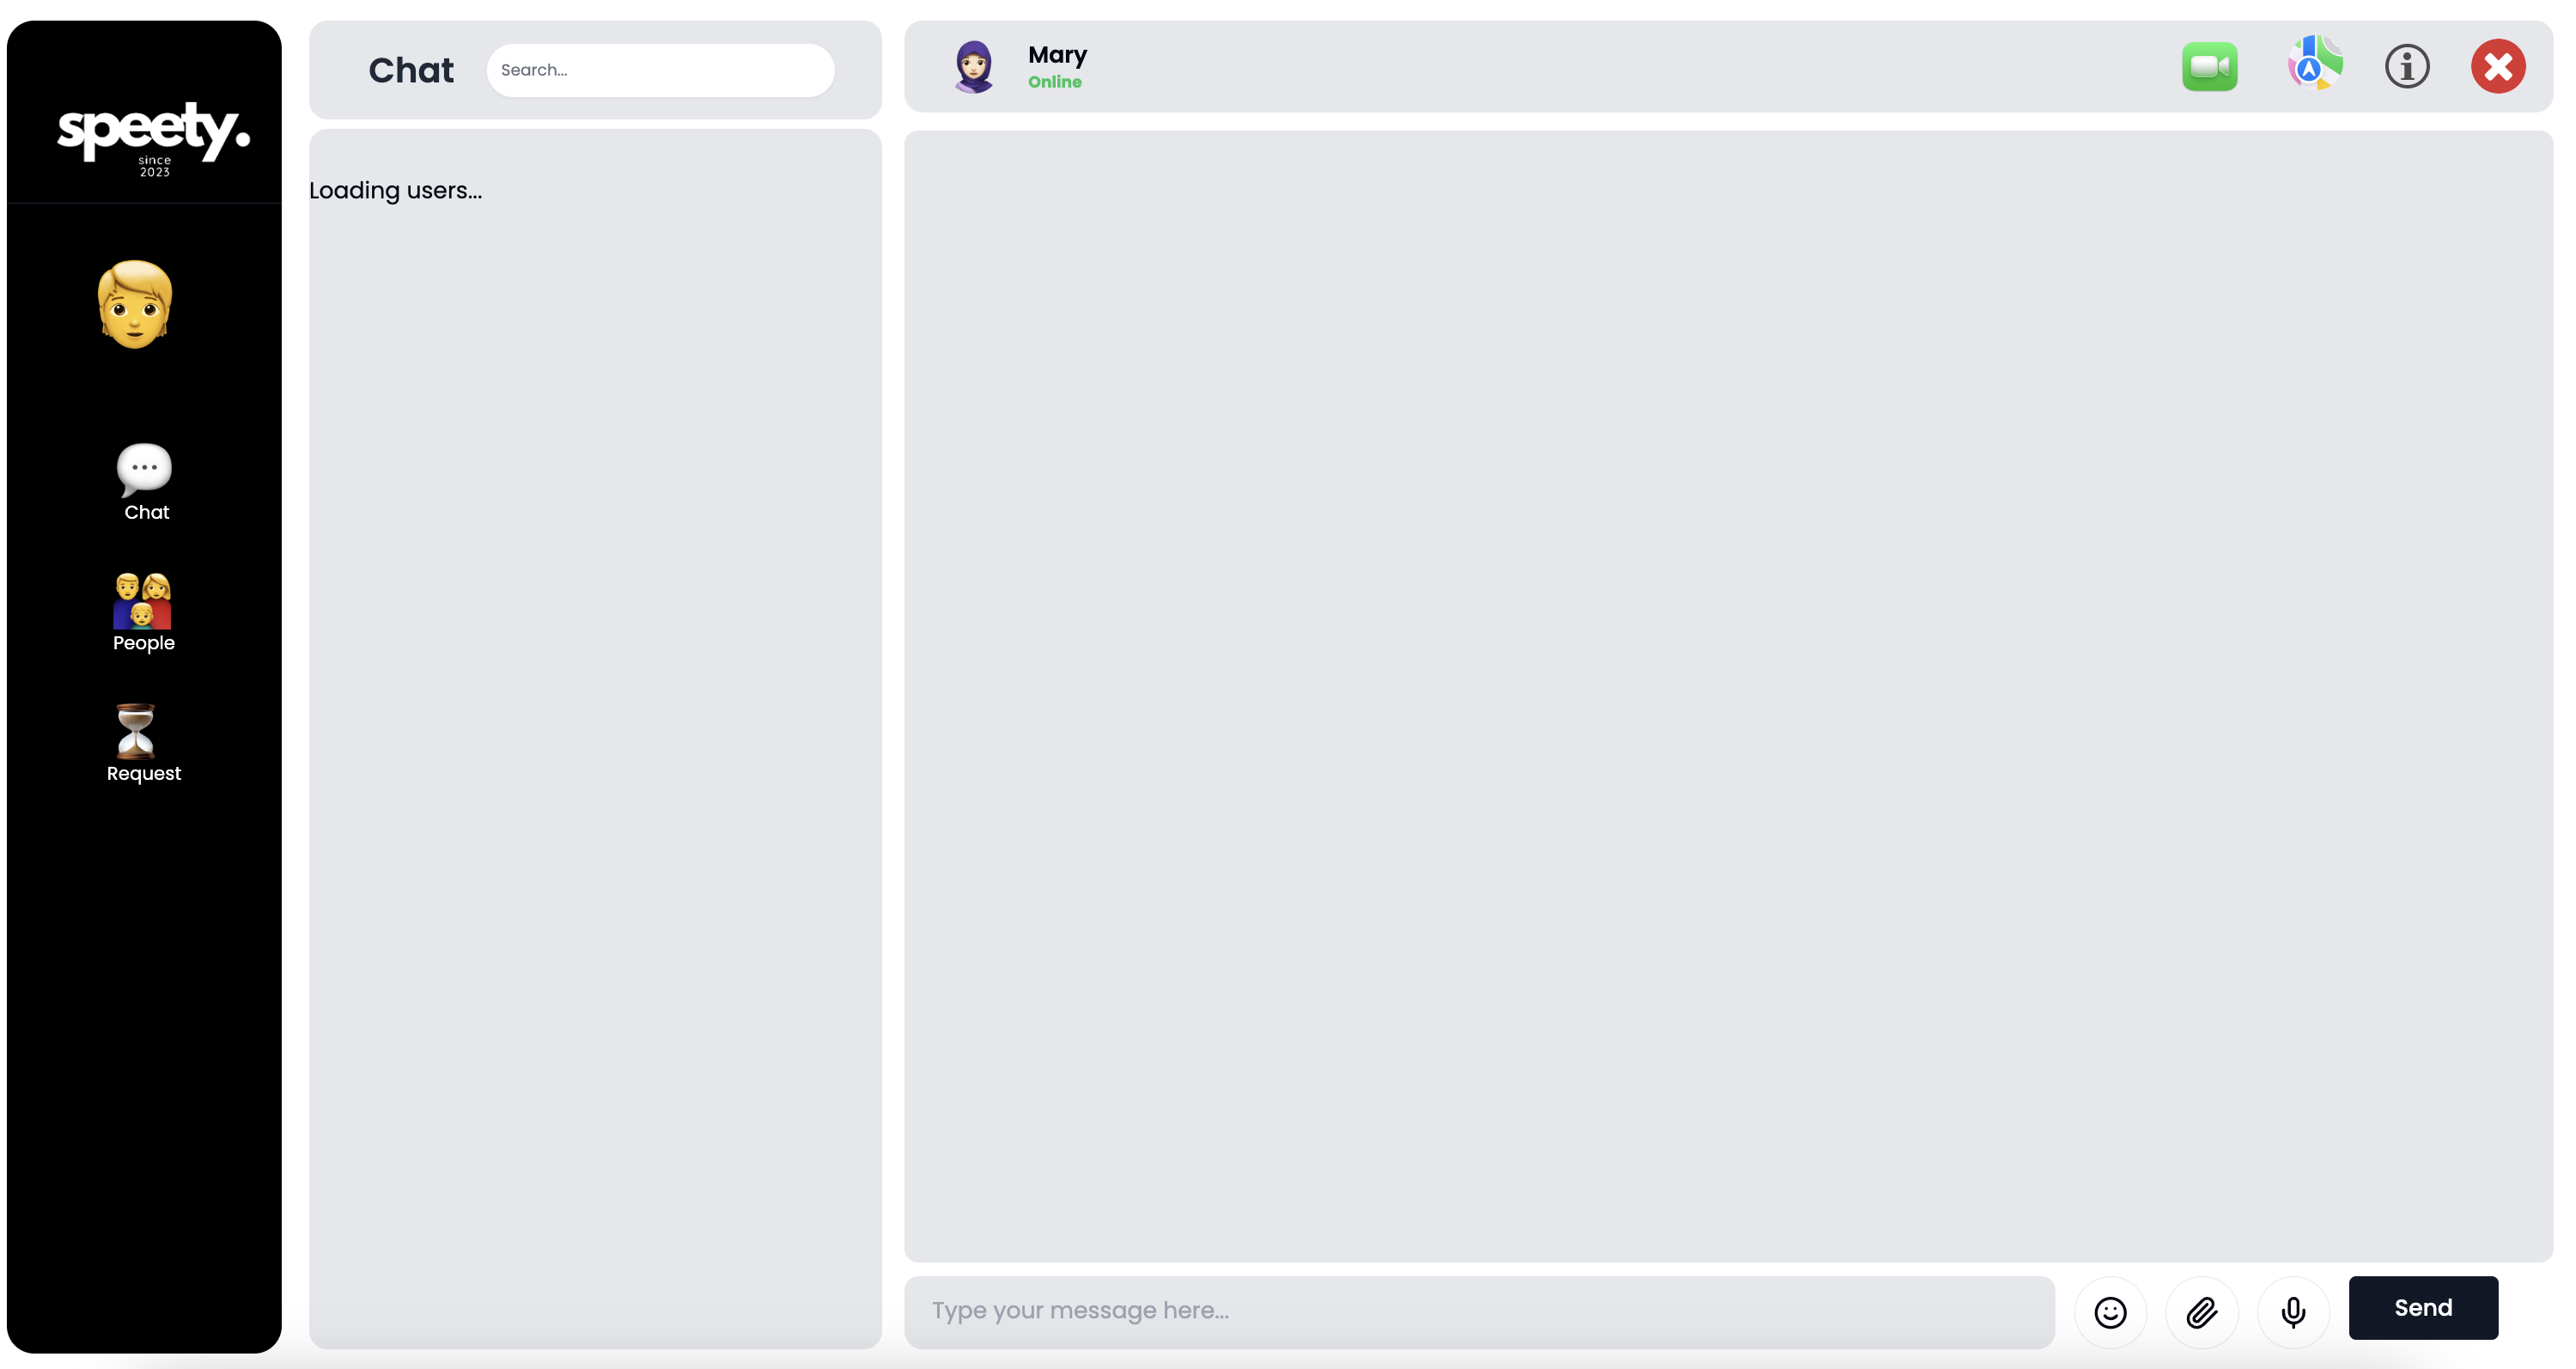 speety.
since
2023
Chat
People
Request
Chat
Search...
Loading users...
Mary
Online
Type your message here...
Send